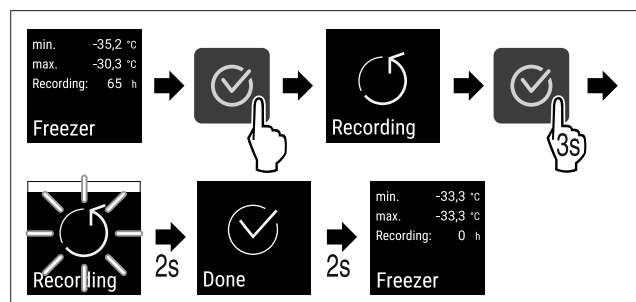 min. -35,2 °C
max. -30,3 °C
Recording: 65 h
Freezer
Recording
3s
Recording
2s
Done
2s
min. -33,3 °C
max. -33,3 °C
Recording: 0 h
Freezer